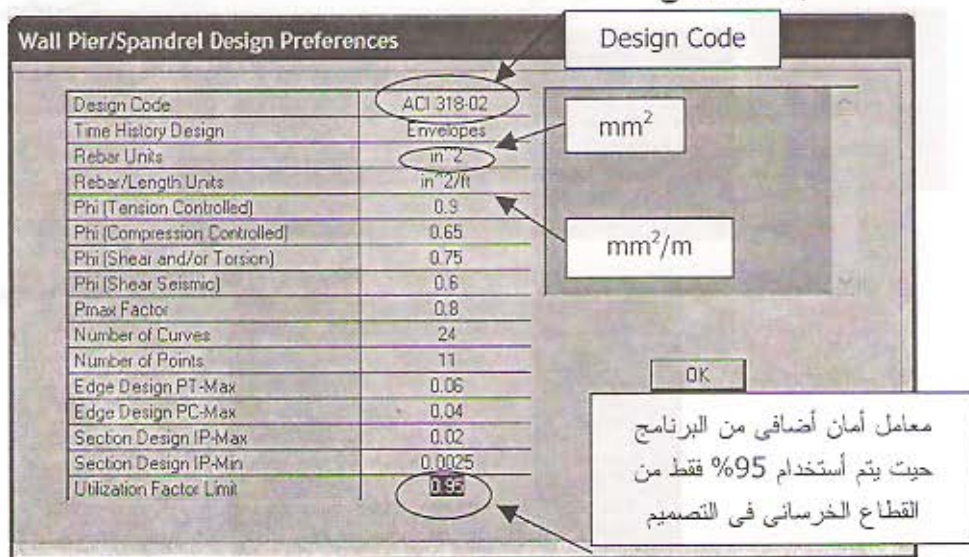 Wall Pier/Spandrel Design Preferences
Design Code
Design Code ACI 318-02
Time History Design Envelopes
mm²
Rebar Units in^2
Rebar/Length Units in^2/ft
Phi (Tension Controlled) 0.9
Phi (Compression Controlled) 0.65
mm²/m
Phi (Shear and/or Torsion) 0.75
Phi (Shear Seismic) 0.6
Pmax Factor 0.8
Number of Curves 24
Number of Points 11
Edge Design PT-Max 0.06
OK
Edge Design PC-Max 0.04
Section Design IP-Max 0.02
Section Design IP-Min 0.0025
Utilization Factor Limit 0.95
معامل أمان أضافى من البرنامج
حيث يتم أستخدام 95% فقط من
القطاع الخرسانى فى التصميم